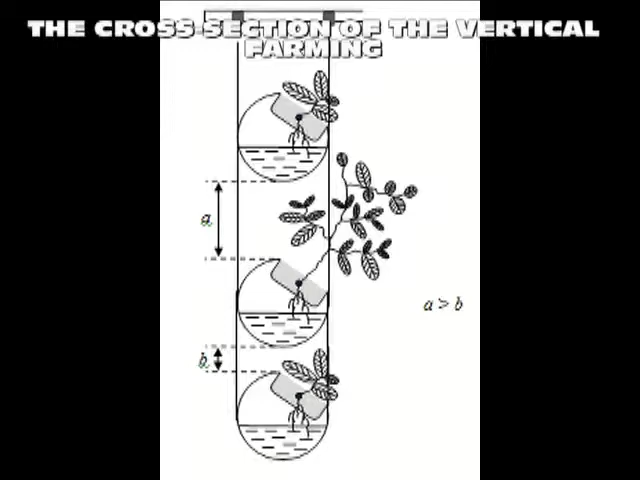 THE CROSS-SECTION OF THE VERTICAL
FARMING
a
a > b
b